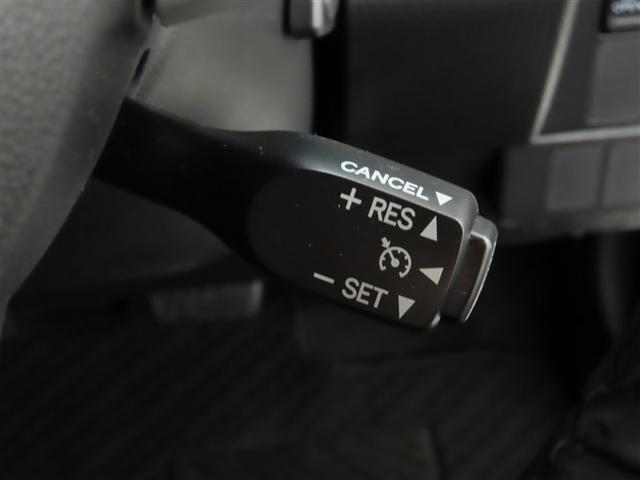 CANCEL ▼
+ RES ▲
◀
− SET ▼